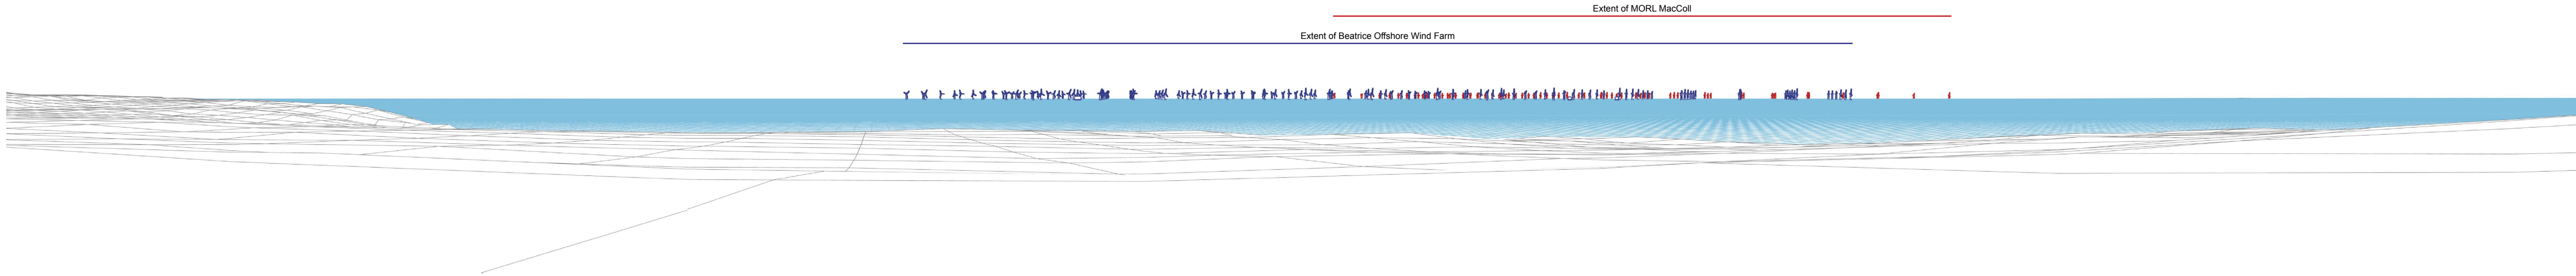 Extent of MORL MacColl
Extent of Beatrice Offshore Wind Farm